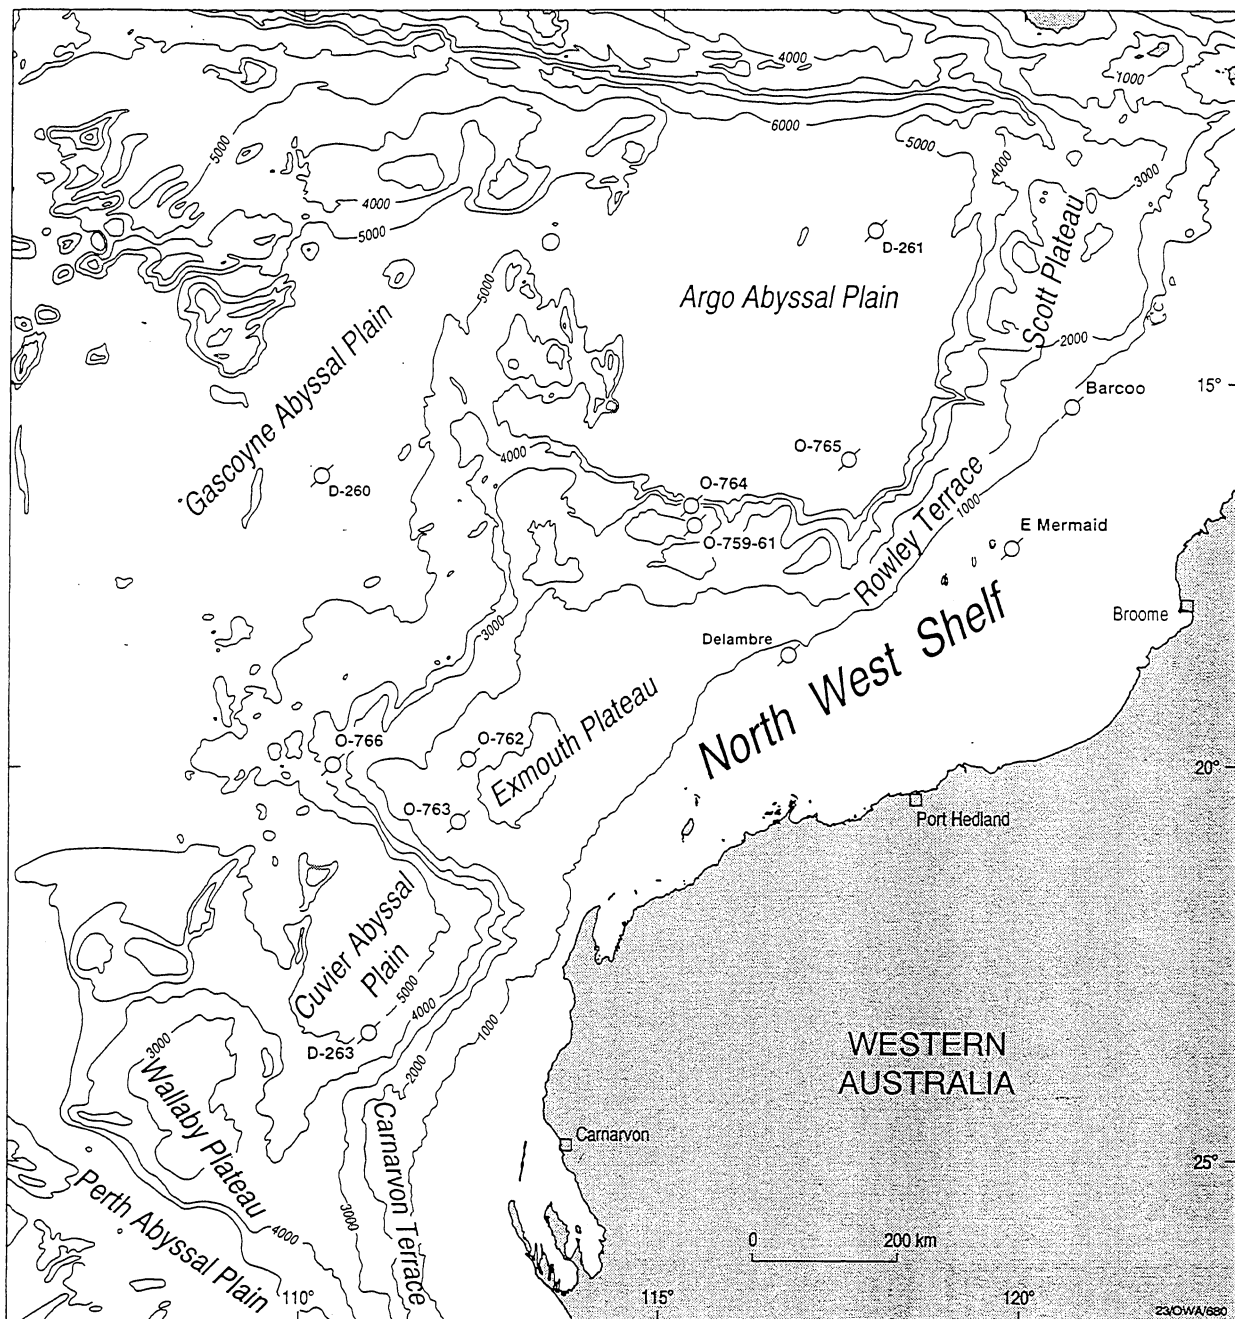 4000
1000
6000
5000
5000
4000
3000
4000
5000
D-261
Scott Plateau
5000
Argo Abyssal Plain
Gascoyne Abyssal Plain
2000
15°
Barcoo
O-765
4000
O-764
D-260
1000
E Mermaid
O-759-61
Rowley Terrace
Broome
3000
Delambre
North West Shelf
Exmouth Plateau
O-766
O-762
20°
O-763
Port Hedland
Cuvier Abyssal
Plain
5000
4000
1000
3000
D-263
WESTERN
AUSTRALIA
2000
Wallaby Plateau
Carnarvon Terrace
Carnarvon
25°
Perth Abyssal Plain
3000
4000
0 200 km
110°
115°
120°
23/OWA/680